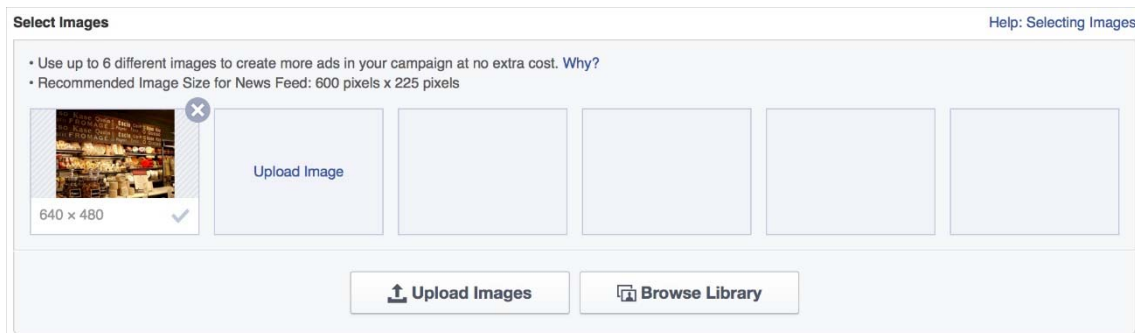 Select Images
Help: Selecting Images
• Use up to 6 different images to create more ads in your campaign at no extra cost. Why?
• Recommended Image Size for News Feed: 600 pixels x 225 pixels
FROMAGE
640 × 480
Upload Image
Upload Images
Browse Library